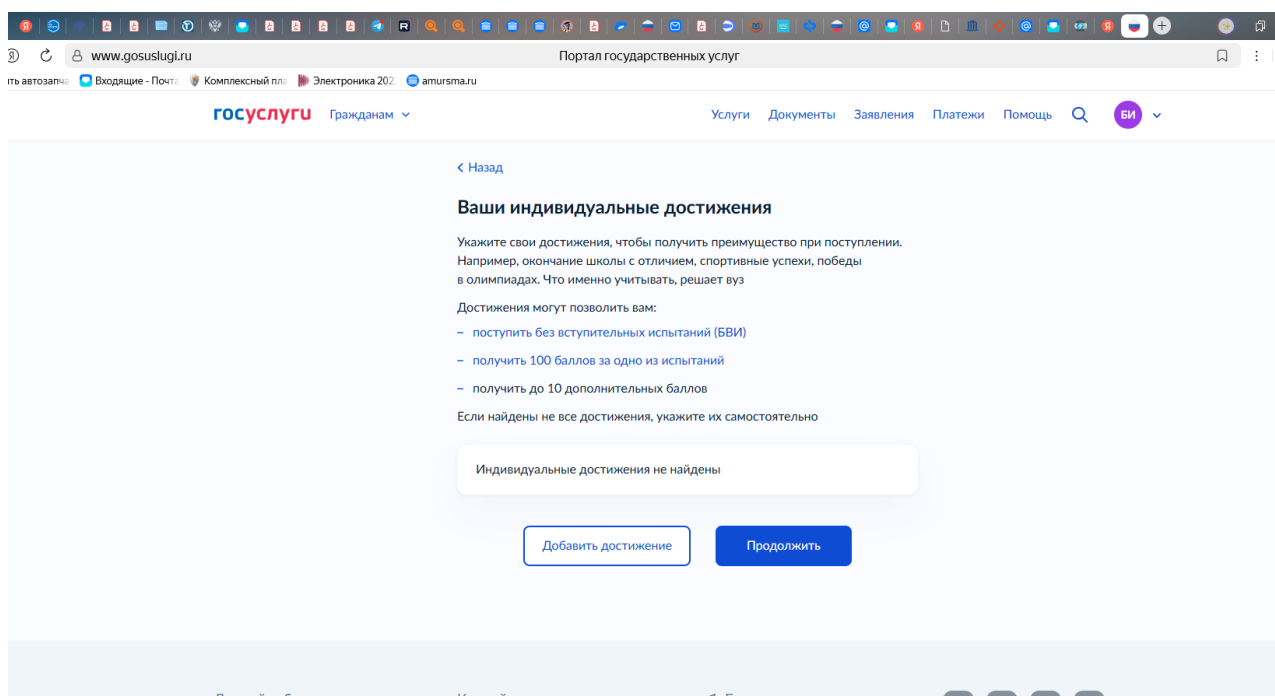 www.gosuslugi.ru
Портал государственных услуг
Входящие - Почта
Комплексный пла
Электроника 202
amursma.ru
госуслуги Гражданам
Услуги Документы Заявления Платежи Помощь БИ
Назад
Ваши индивидуальные достижения
Укажите свои достижения, чтобы получить преимущество при поступлении.
Например, окончание школы с отличием, спортивные успехи, победы
в олимпиадах. Что именно учитывать, решает вуз
Достижения могут позволить вам:
– поступить без вступительных испытаний (БВИ)
– получить 100 баллов за одно из испытаний
– получить до 10 дополнительных баллов
Если найдены не все достижения, укажите их самостоятельно
Индивидуальные достижения не найдены
Добавить достижение
Продолжить